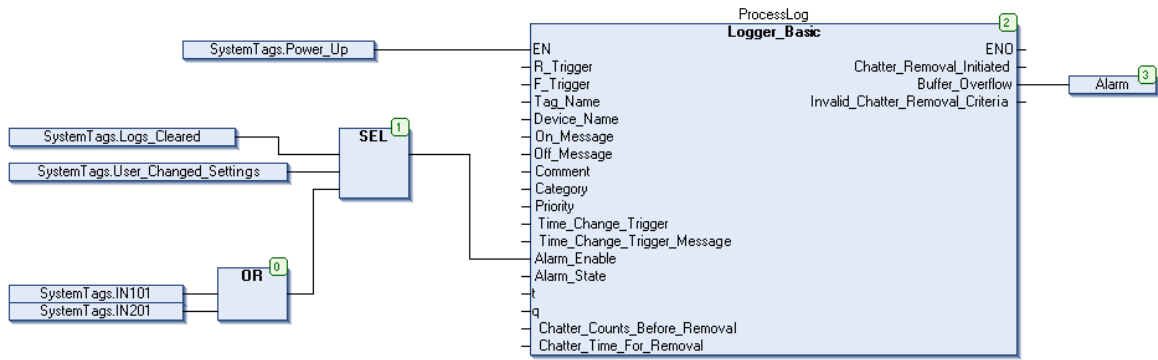 ProcessLog
2
Logger_Basic
SystemTags.Power_Up
EN
ENO
R_Trigger
Chatter_Removal_Initiated
F_Trigger
Buffer_Overflow
Alarm
3
Tag_Name
Invalid_Chatter_Removal_Criteria
Device_Name
SystemTags.Logs_Cleared
SEL
1
On_Message
Off_Message
SystemTags.User_Changed_Settings
Comment
Category
Priority
Time_Change_Trigger
Time_Change_Trigger_Message
Alarm_Enable
OR
0
Alarm_State
SystemTags.IN101
t
SystemTags.IN201
q
Chatter_Counts_Before_Removal
Chatter_Time_For_Removal